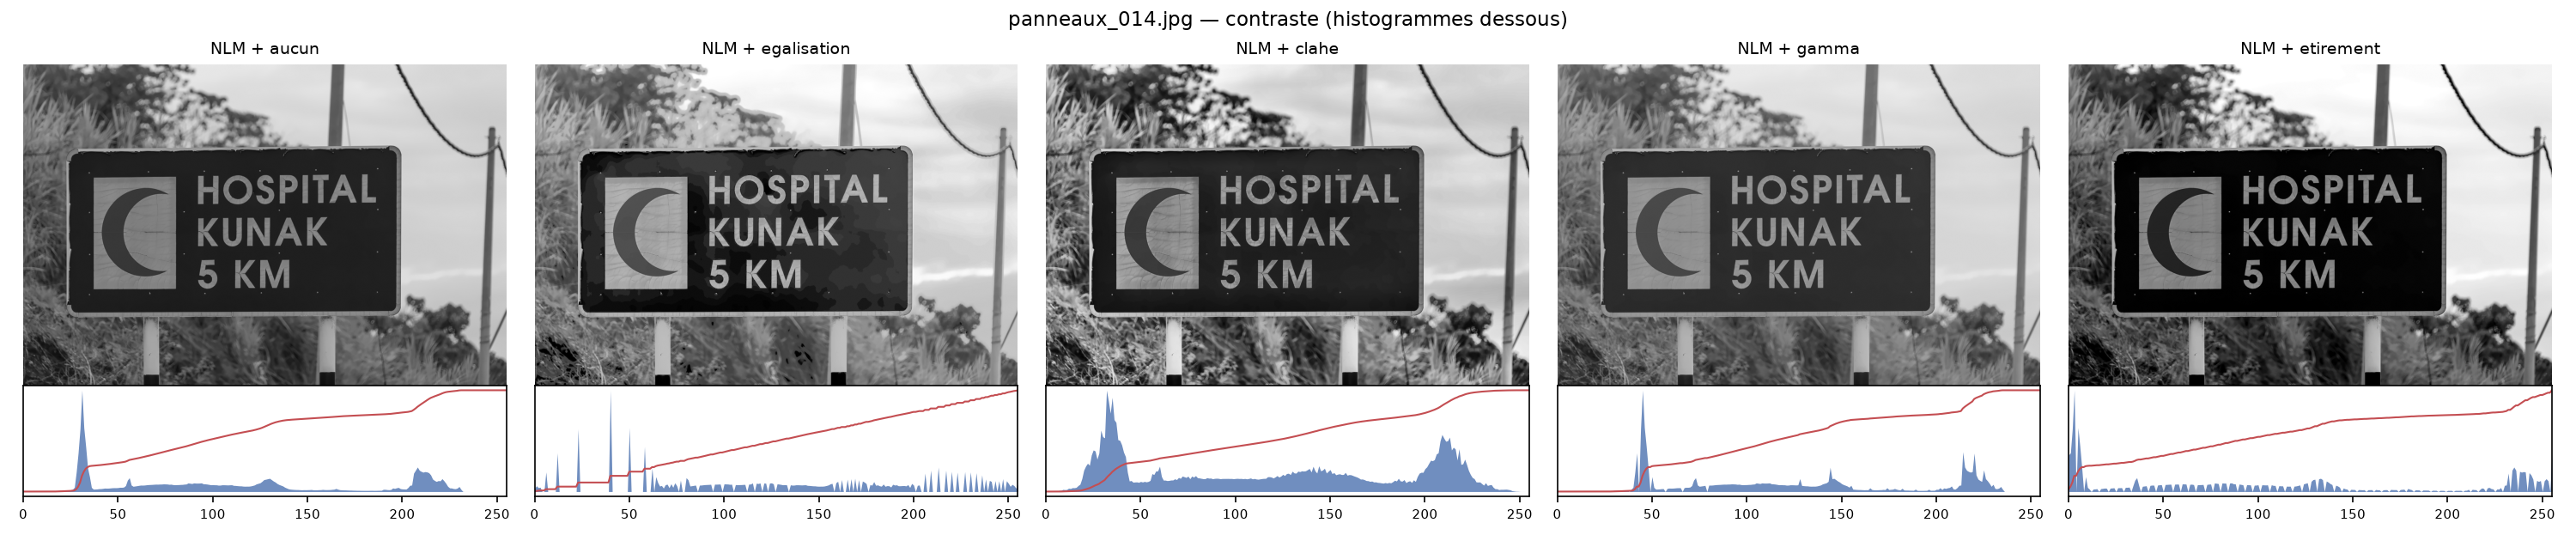 panneaux_014.jpg — contraste (histogrammes dessous)
NLM + aucun
NLM + egalisation
NLM + clahe
NLM + gamma
NLM + etirement
HOSPITAL
KUNAK
5 KM
HOSPITAL
KUNAK
5 KM
HOSPITAL
KUNAK
5 KM
HOSPITAL
KUNAK
5 KM
HOSPITAL
KUNAK
5 KM
0 50 100 150 200 250
0 50 100 150 200 250
0 50 100 150 200 250
0 50 100 150 200 250
0 50 100 150 200 250